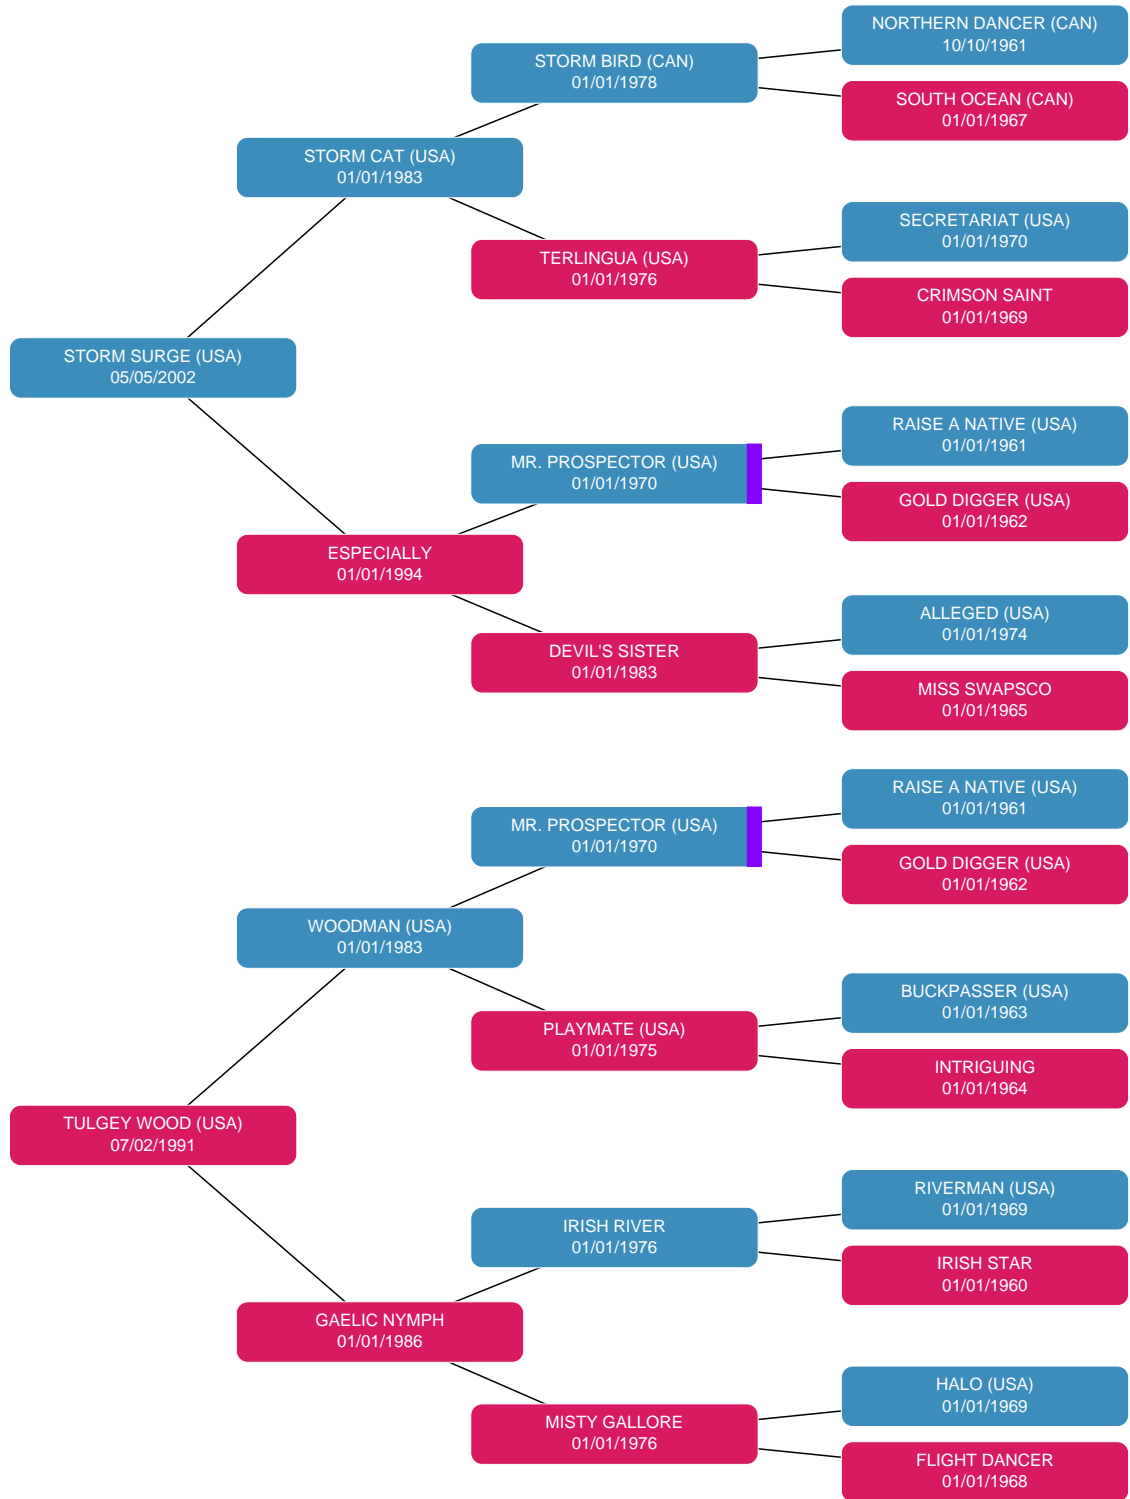 NORTHERN DANCER (CAN)
10/10/1961
STORM BIRD (CAN)
01/01/1978
SOUTH OCEAN (CAN)
01/01/1967
STORM CAT (USA)
01/01/1983
SECRETARIAT (USA)
01/01/1970
TERLINGUA (USA)
01/01/1976
CRIMSON SAINT
01/01/1969
STORM SURGE (USA)
05/05/2002
RAISE A NATIVE (USA)
01/01/1961
MR. PROSPECTOR (USA)
01/01/1970
GOLD DIGGER (USA)
01/01/1962
ESPECIALLY
01/01/1994
ALLEGED (USA)
01/01/1974
DEVIL'S SISTER
01/01/1983
MISS SWAPSCO
01/01/1965
RAISE A NATIVE (USA)
01/01/1961
MR. PROSPECTOR (USA)
01/01/1970
GOLD DIGGER (USA)
01/01/1962
WOODMAN (USA)
01/01/1983
BUCKPASSER (USA)
01/01/1963
PLAYMATE (USA)
01/01/1975
INTRIGUING
01/01/1964
TULGEY WOOD (USA)
07/02/1991
RIVERMAN (USA)
01/01/1969
IRISH RIVER
01/01/1976
IRISH STAR
01/01/1960
GAELIC NYMPH
01/01/1986
HALO (USA)
01/01/1969
MISTY GALLORE
01/01/1976
FLIGHT DANCER
01/01/1968